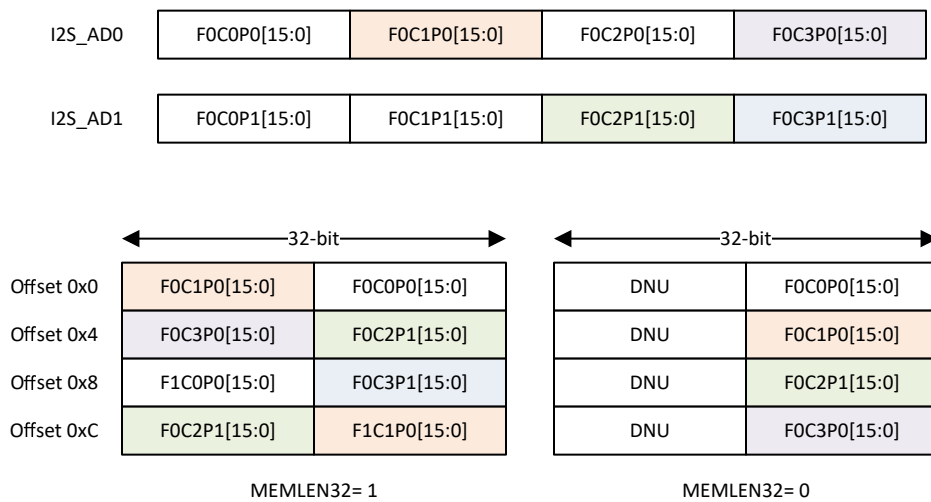 I2S_AD0 F0C0P0[15:0] F0C1P0[15:0] F0C2P0[15:0] F0C3P0[15:0]
I2S_AD1 F0C0P1[15:0] F0C1P1[15:0] F0C2P1[15:0] F0C3P1[15:0]
32-bit 32-bit
Offset 0x0 F0C1P0[15:0] F0C0P0[15:0] DNU F0C0P0[15:0]
Offset 0x4 F0C3P0[15:0] F0C2P1[15:0] DNU F0C1P0[15:0]
Offset 0x8 F1C0P0[15:0] F0C3P1[15:0] DNU F0C2P1[15:0]
Offset 0xC F0C2P1[15:0] F1C1P0[15:0] DNU F0C3P0[15:0]
MEMLEN32= 1 MEMLEN32= 0